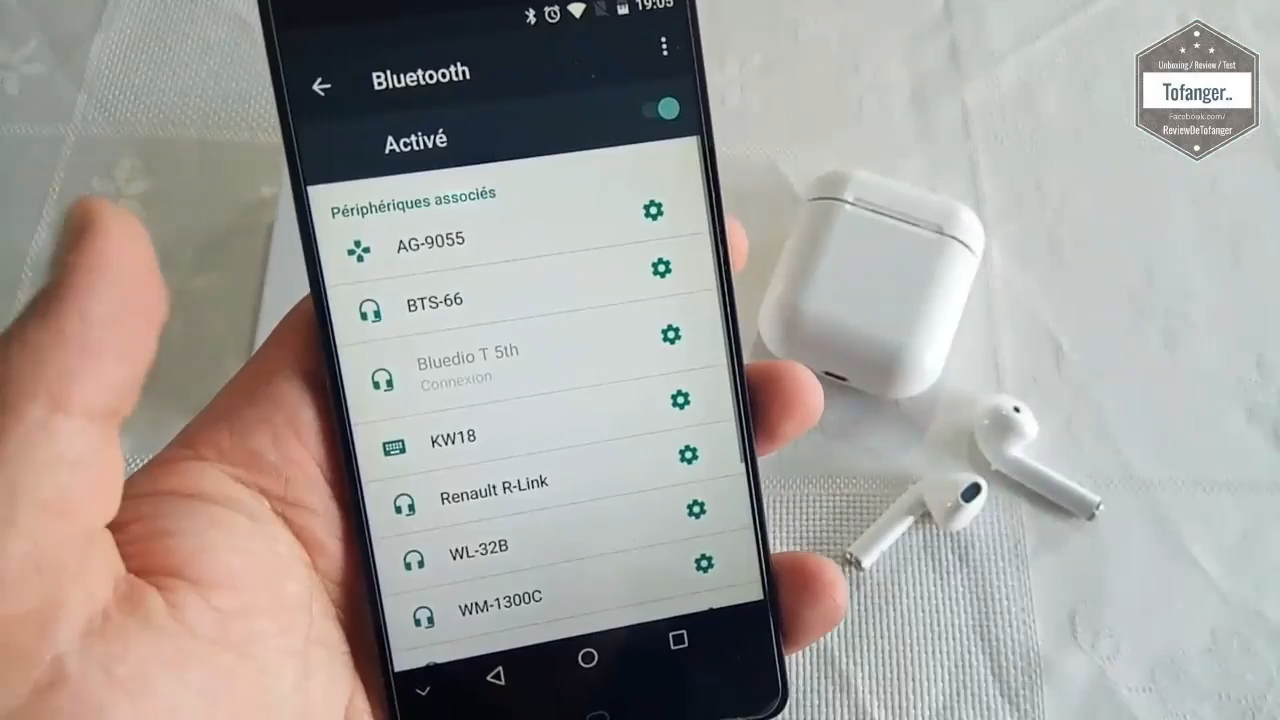 19:05
Bluetooth
Activé
Périphériques associés
AG-9055
BTS-66
Bluedio T 5th
Connexion
KW18
Renault R-Link
WL-32B
WM-1300C
Unboxing / Review / Test
Tofanger..
Facebook.com/
ReviewDeTofanger